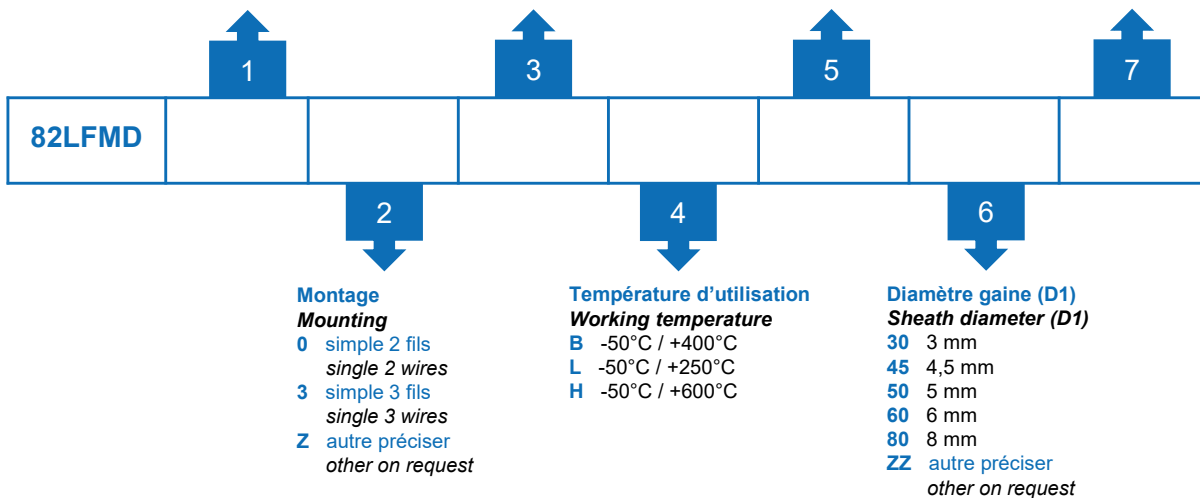 1
3
5
7
82LFMD
2
4
6
Montage
Mounting
0 simple 2 fils
single 2 wires
3 simple 3 fils
single 3 wires
Z autre préciser
other on request
Température d’utilisation
Working temperature
B -50°C / +400°C
L -50°C / +250°C
H -50°C / +600°C
Diamètre gaine (D1)
Sheath diameter (D1)
30 3 mm
45 4,5 mm
50 5 mm
60 6 mm
80 8 mm
ZZ autre préciser
other on request